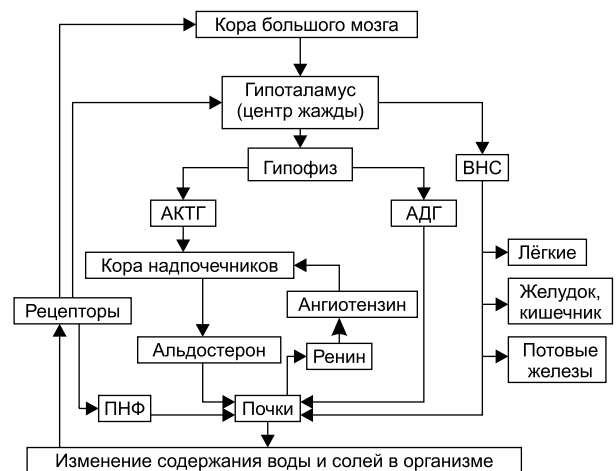 Кора большого мозга
Гипоталамус
(центр жажды)
Гипофиз
ВНС
АКТГ
АДГ
Кора надпочечников
Лёгкие
Ангиотензин
Желудок,
кишечник
Рецепторы
Альдостерон
Ренин
Потовые
железы
ПНФ
Почки
Изменение содержания воды и солей в организме